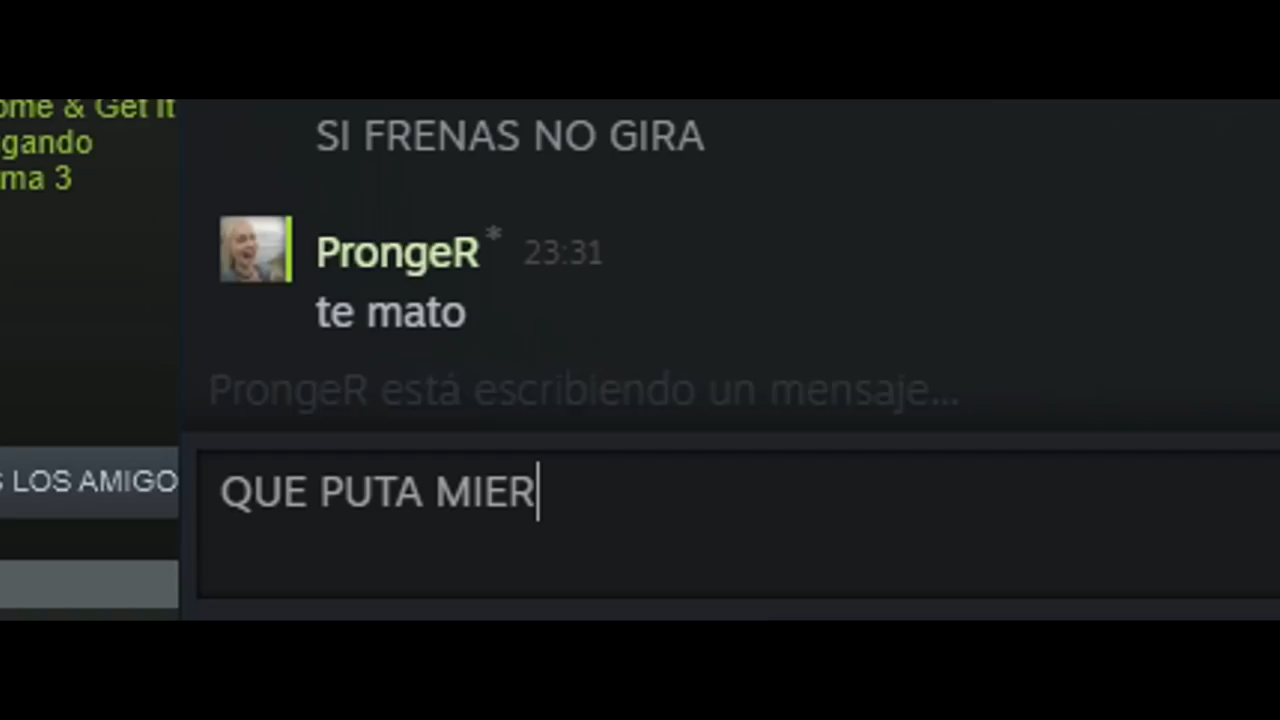 ome & Get It
gando
ma 3
SI FRENAS NO GIRA
ProngeR * 23:31
te mato
ProngeR está escribiendo un mensaje...
S LOS AMIGO
QUE PUTA MIER